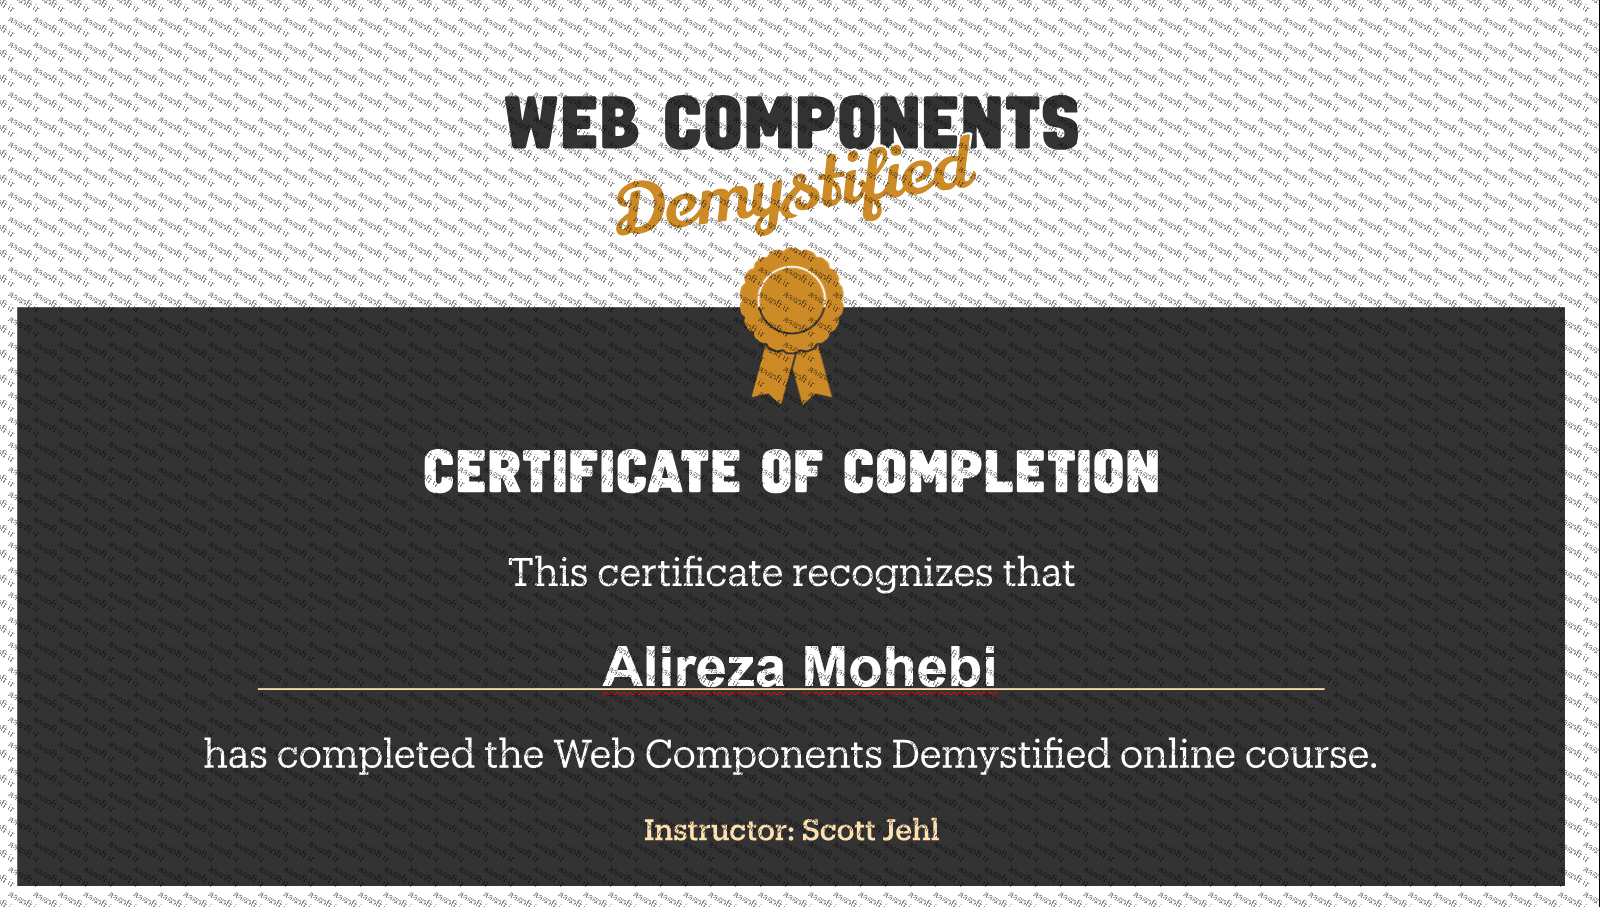 WEB COMPONENTS
Demystified
CERTIFICATE OF COMPLETION
This certificate recognizes that
Alireza Mohebi
has completed the Web Components Demystified online course.
Instructor: Scott Jehl